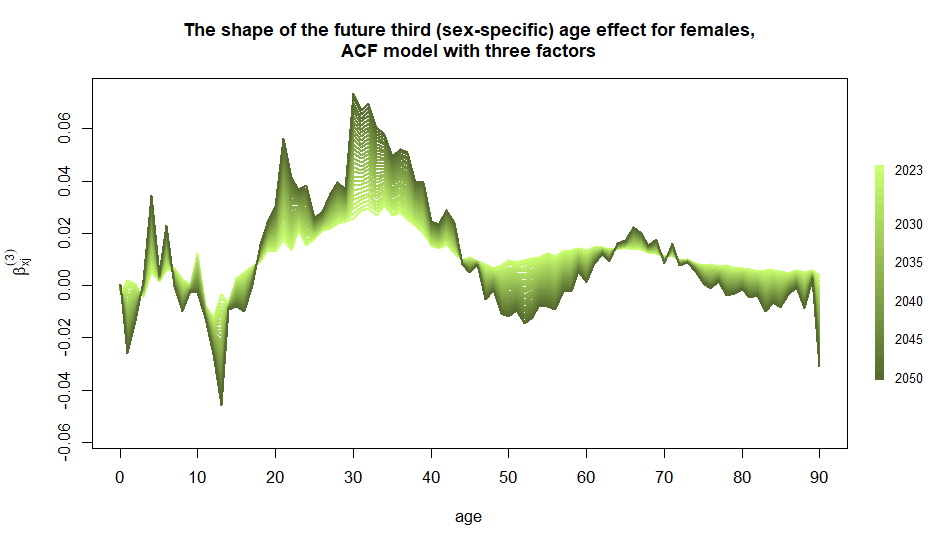 The shape of the future third (sex-specific) age effect for females,
ACF model with three factors
β_xj^(3)
0.06
0.04
0.02
0.00
-0.02
-0.04
-0.06
0 10 20 30 40 50 60 70 80 90
age
2023
2030
2035
2040
2045
2050